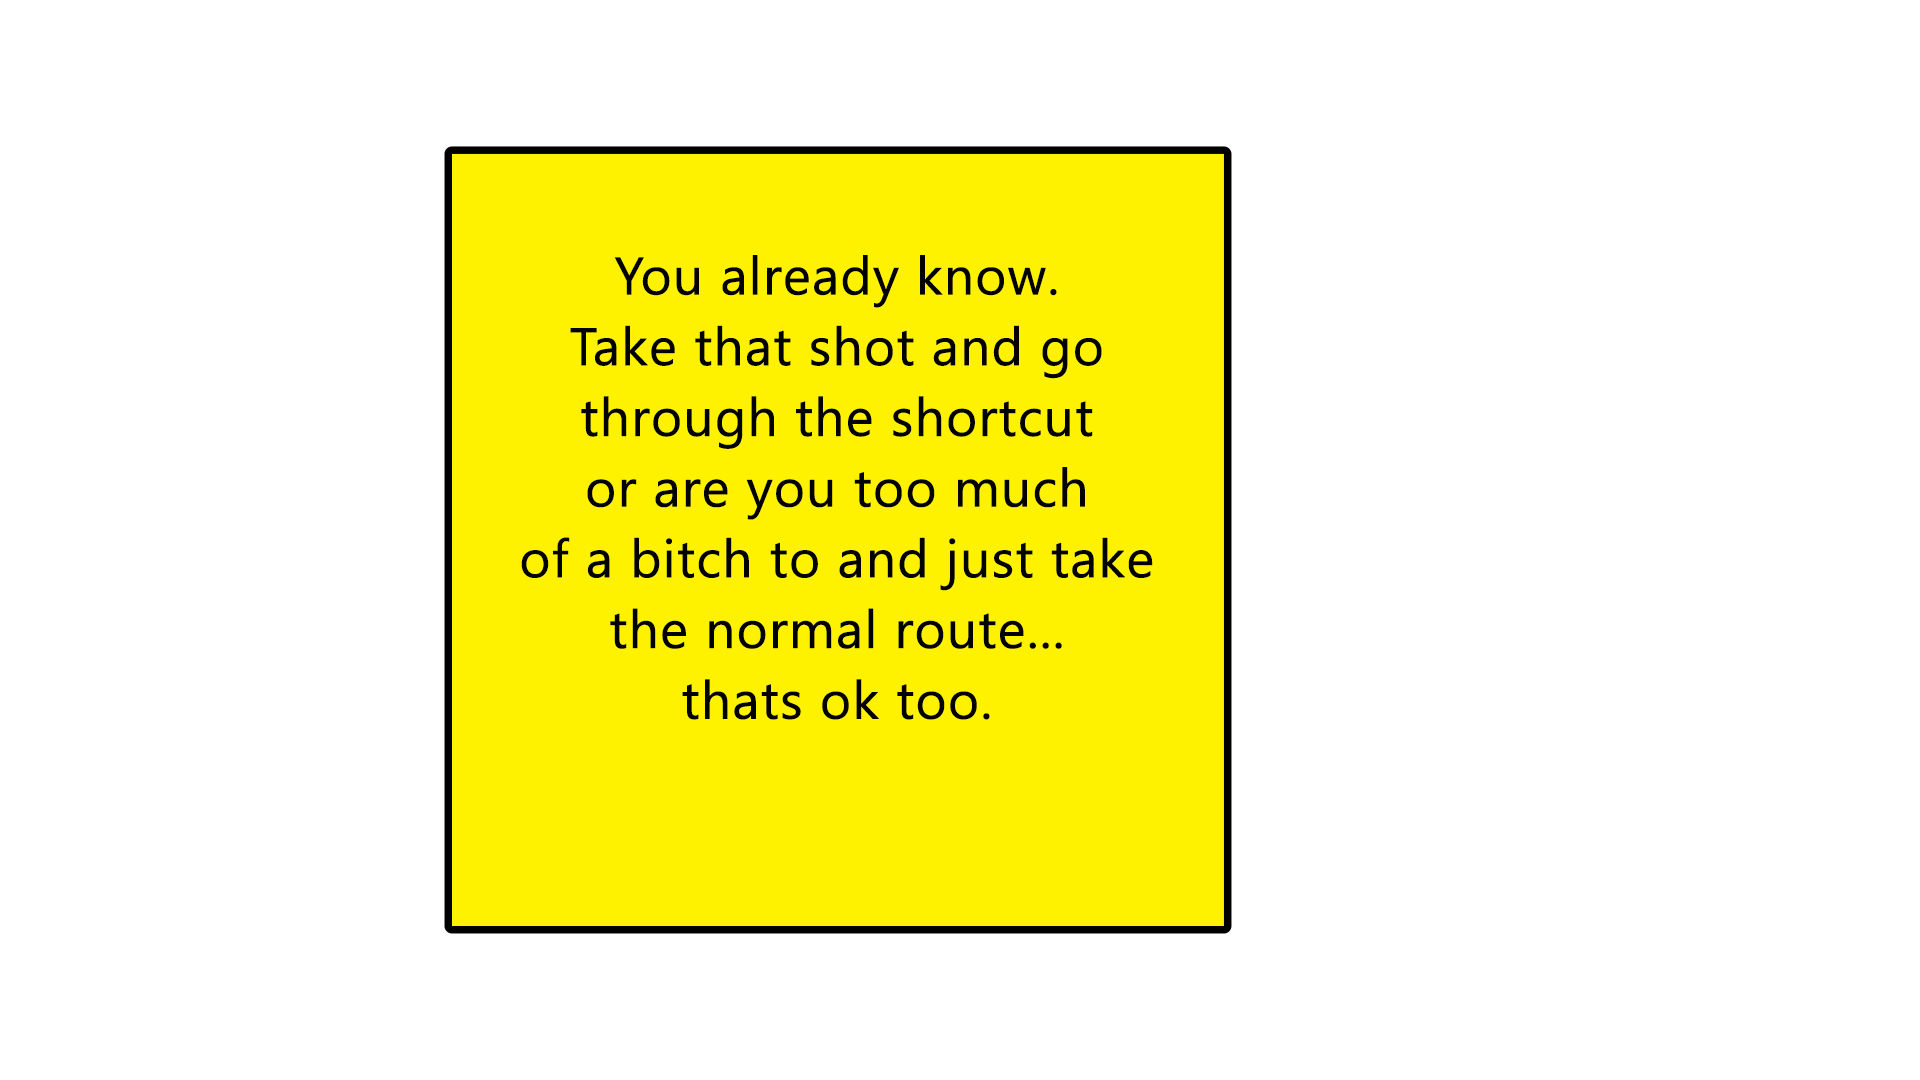 You already know.
Take that shot and go
through the shortcut
or are you too much
of a bitch to and just take
the normal route...
thats ok too.